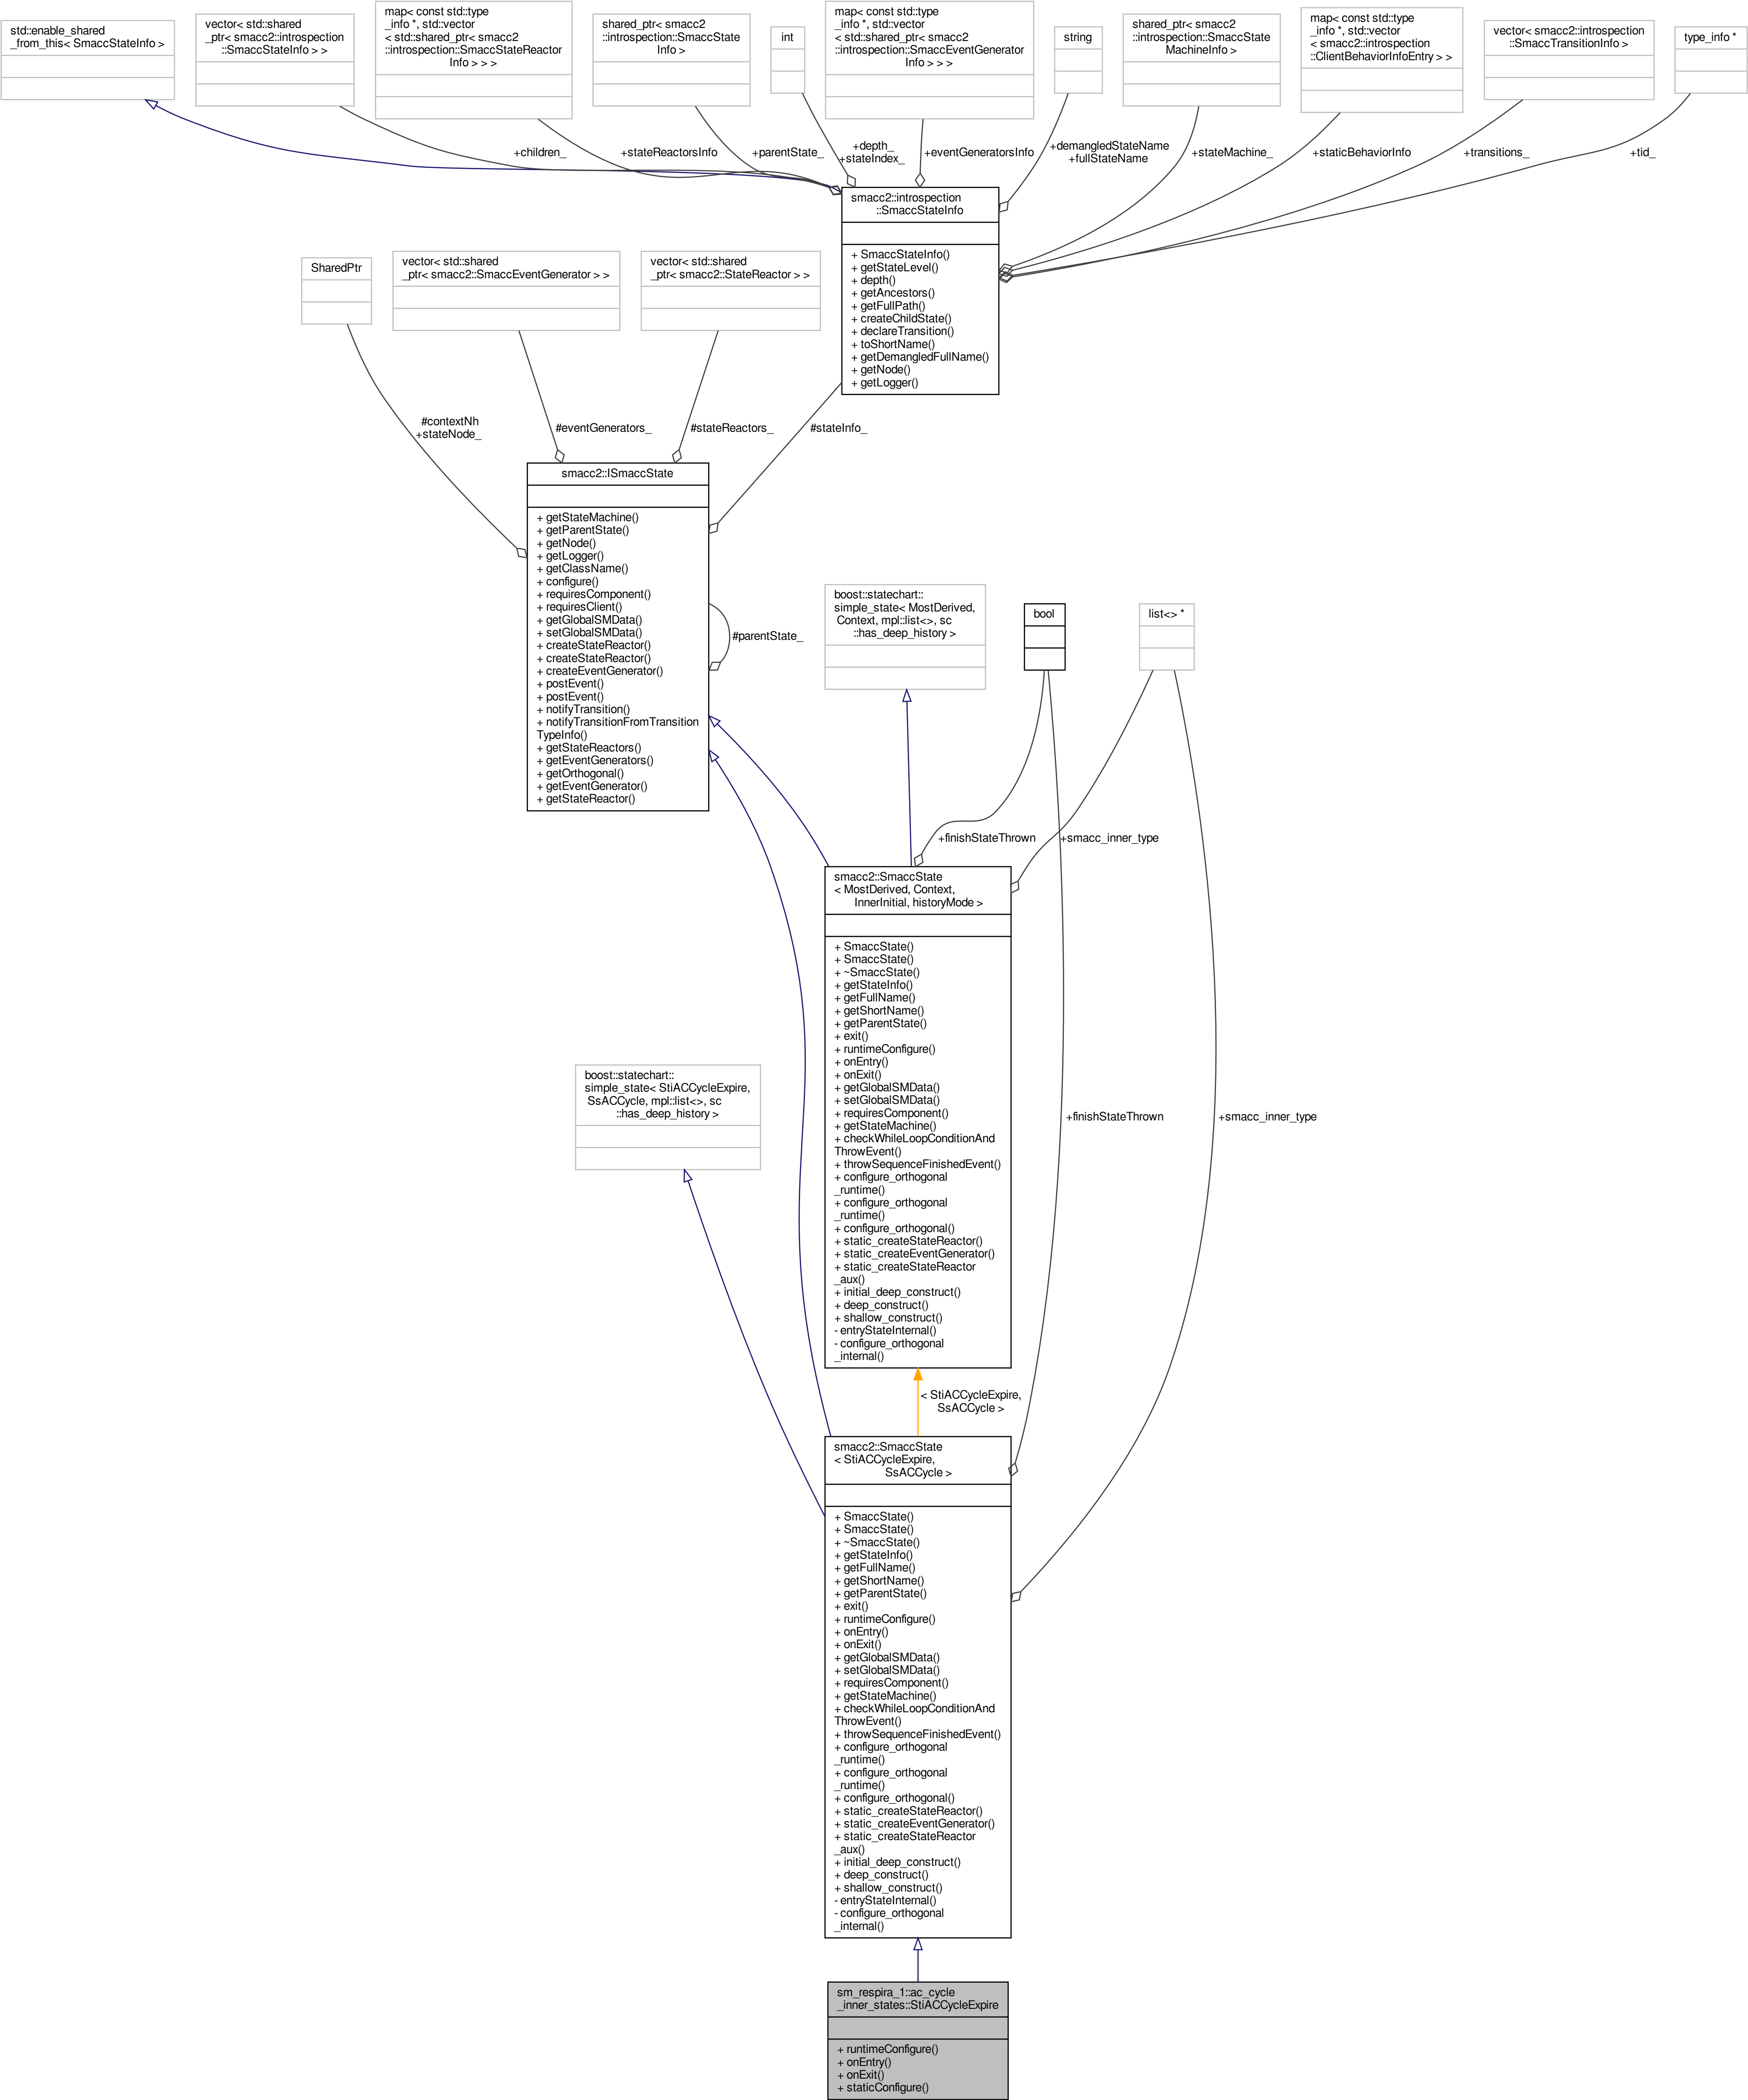 std::enable_shared
_from_this< SmaccStateInfo >
vector< std::shared
_ptr< smacc2::introspection
::SmaccStateInfo > >
map< const std::type
_info *, std::vector
< std::shared_ptr< smacc2
::introspection::SmaccStateReactor
Info > > >
shared_ptr< smacc2
::introspection::SmaccState
Info >
int
map< const std::type
_info *, std::vector
< std::shared_ptr< smacc2
::introspection::SmaccEventGenerator
Info > > >
string
shared_ptr< smacc2
::introspection::SmaccState
MachineInfo >
map< const std::type
_info *, std::vector
< smacc2::introspection
::ClientBehaviorInfoEntry > >
vector< smacc2::introspection
::SmaccTransitionInfo >
type_info *
+children_
+stateReactorsInfo
+parentState_
+depth_
+stateIndex_
+eventGeneratorsInfo
+demangledStateName
+fullStateName
+stateMachine_
+staticBehaviorInfo
+transitions_
+tid_
smacc2::introspection
::SmaccStateInfo
+ SmaccStateInfo()
+ getStateLevel()
+ depth()
+ getAncestors()
+ getFullPath()
+ createChildState()
+ declareTransition()
+ toShortName()
+ getDemangledFullName()
+ getNode()
+ getLogger()
SharedPtr
vector< std::shared
_ptr< smacc2::SmaccEventGenerator > >
vector< std::shared
_ptr< smacc2::StateReactor > >
#contextNh
+stateNode_
#eventGenerators_
#stateReactors_
#stateInfo_
smacc2::ISmaccState
+ getStateMachine()
+ getParentState()
+ getNode()
+ getLogger()
+ getClassName()
+ configure()
+ requiresComponent()
+ requiresClient()
+ getGlobalSMData()
+ setGlobalSMData()
+ createStateReactor()
+ createStateReactor()
+ createEventGenerator()
+ postEvent()
+ postEvent()
+ notifyTransition()
+ notifyTransitionFromTransition
TypeInfo()
+ getStateReactors()
+ getEventGenerators()
+ getOrthogonal()
+ getEventGenerator()
+ getStateReactor()
#parentState_
boost::statechart::
simple_state< MostDerived,
Context, mpl::list<>, sc
::has_deep_history >
bool
list<> *
+finishStateThrown
+smacc_inner_type
smacc2::SmaccState
< MostDerived, Context,
InnerInitial, historyMode >
+ SmaccState()
+ SmaccState()
+ ~SmaccState()
+ getStateInfo()
+ getFullName()
+ getShortName()
+ getParentState()
+ exit()
+ runtimeConfigure()
+ onEntry()
+ onExit()
+ getGlobalSMData()
+ setGlobalSMData()
+ requiresComponent()
+ getStateMachine()
+ checkWhileLoopConditionAnd
ThrowEvent()
+ throwSequenceFinishedEvent()
+ configure_orthogonal
_runtime()
+ configure_orthogonal
_runtime()
+ configure_orthogonal()
+ static_createStateReactor()
+ static_createEventGenerator()
+ static_createStateReactor
_aux()
+ initial_deep_construct()
+ deep_construct()
+ shallow_construct()
- entryStateInternal()
- configure_orthogonal
_internal()
boost::statechart::
simple_state< StiACCycleExpire,
SsACCycle, mpl::list<>, sc
::has_deep_history >
+finishStateThrown
+smacc_inner_type
< StiACCycleExpire,
SsACCycle >
smacc2::SmaccState
< StiACCycleExpire,
SsACCycle >
+ SmaccState()
+ SmaccState()
+ ~SmaccState()
+ getStateInfo()
+ getFullName()
+ getShortName()
+ getParentState()
+ exit()
+ runtimeConfigure()
+ onEntry()
+ onExit()
+ getGlobalSMData()
+ setGlobalSMData()
+ requiresComponent()
+ getStateMachine()
+ checkWhileLoopConditionAnd
ThrowEvent()
+ throwSequenceFinishedEvent()
+ configure_orthogonal
_runtime()
+ configure_orthogonal
_runtime()
+ configure_orthogonal()
+ static_createStateReactor()
+ static_createEventGenerator()
+ static_createStateReactor
_aux()
+ initial_deep_construct()
+ deep_construct()
+ shallow_construct()
- entryStateInternal()
- configure_orthogonal
_internal()
sm_respira_1::ac_cycle
_inner_states::StiACCycleExpire
+ runtimeConfigure()
+ onEntry()
+ onExit()
+ staticConfigure()